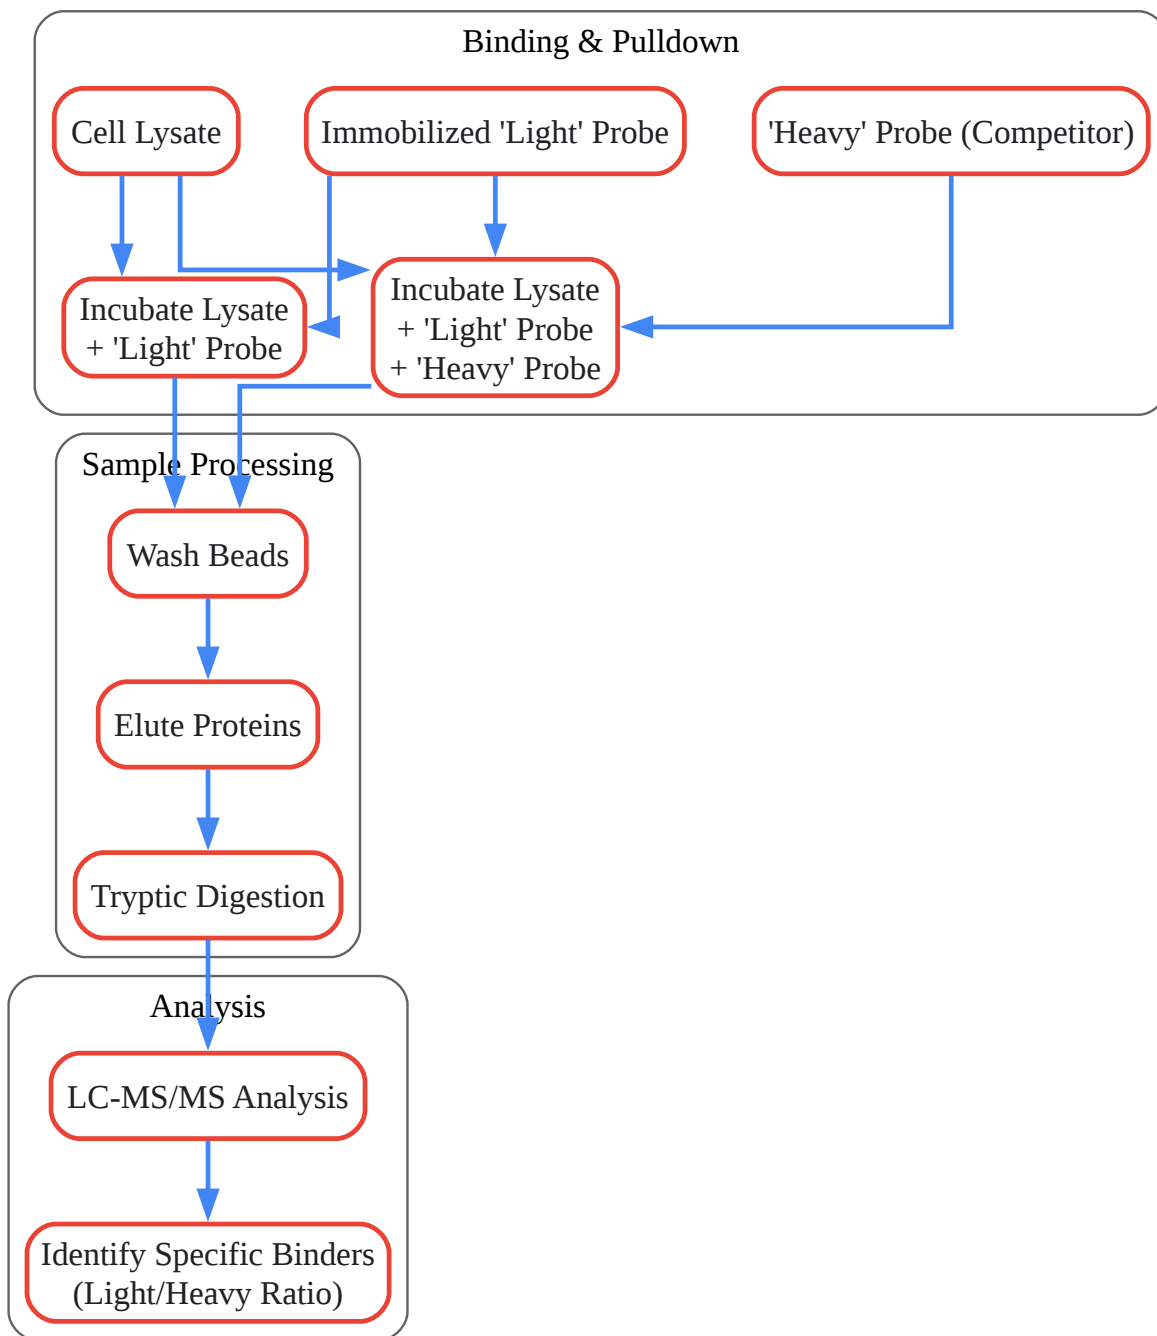 Binding & Pulldown
Cell Lysate
Immobilized 'Light' Probe
'Heavy' Probe (Competitor)
Incubate Lysate
+ 'Light' Probe
Incubate Lysate
+ 'Light' Probe
+ 'Heavy' Probe
Sample Processing
Wash Beads
Elute Proteins
Tryptic Digestion
Analysis
LC-MS/MS Analysis
Identify Specific Binders
(Light/Heavy Ratio)